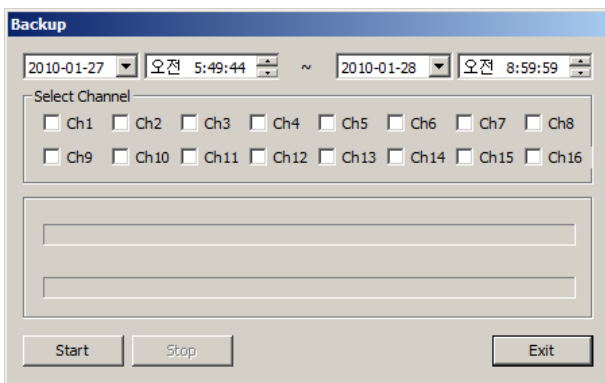 Backup
2010-01-27 오전 5:49:44 ~ 2010-01-28 오전 8:59:59
Select Channel
Ch1 Ch2 Ch3 Ch4 Ch5 Ch6 Ch7 Ch8
Ch9 Ch10 Ch11 Ch12 Ch13 Ch14 Ch15 Ch16
Start Stop Exit